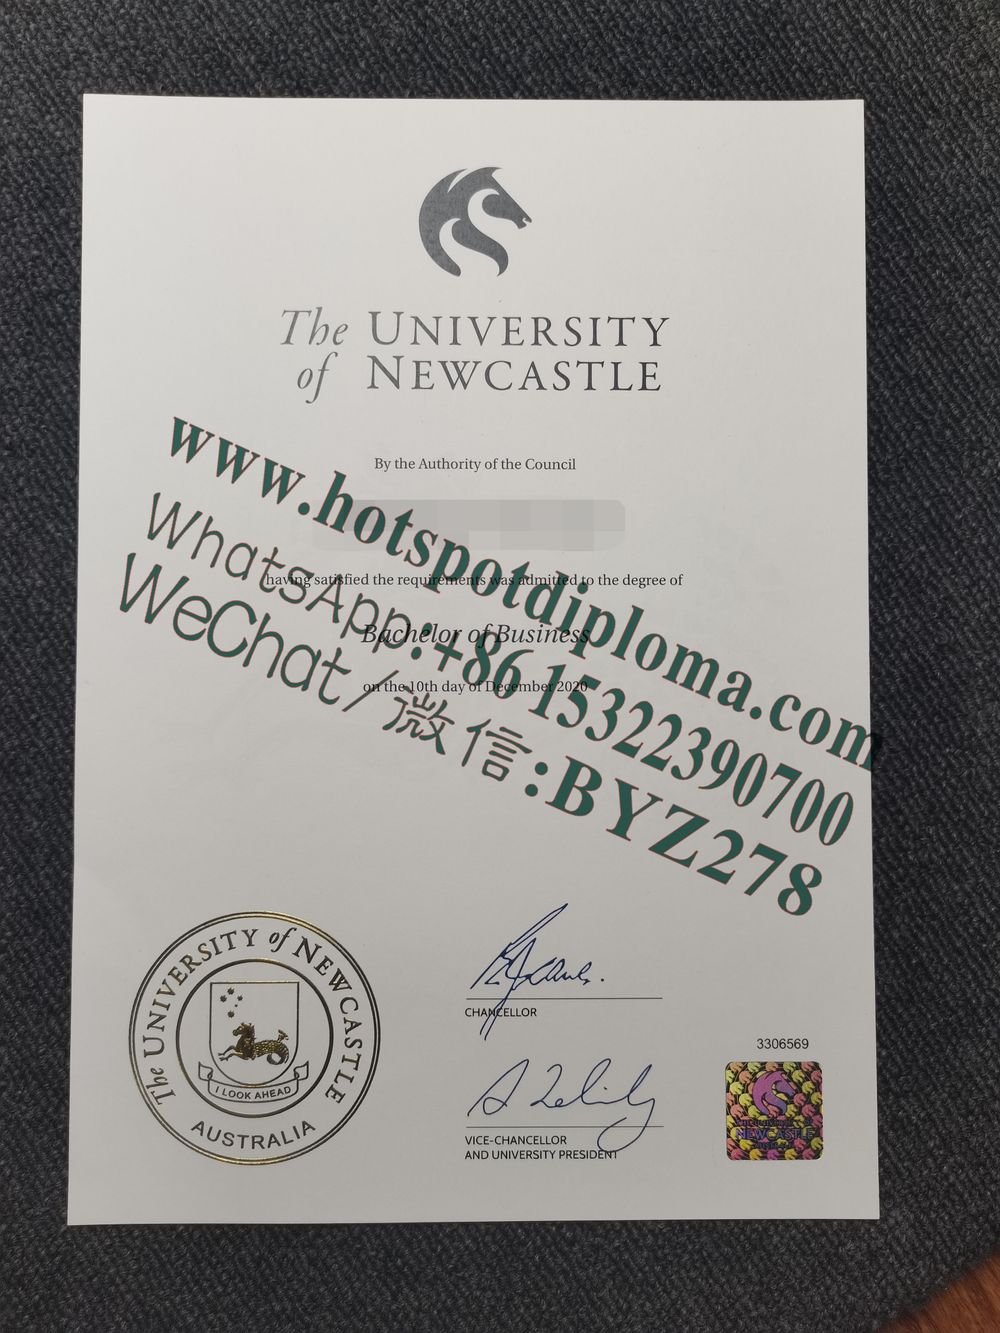 The UNIVERSITY
of NEWCASTLE
By the Authority of the Council
having satisfied the requirements was admitted to the degree of
Bachelor of Business
on the 10th day of December 2020
www.hotspotdiploma.com
WhatsApp:+86 15322390700
WeChat/微信:BYZ278
The UNIVERSITY of NEWCASTLE
I LOOK AHEAD
AUSTRALIA
CHANCELLOR
VICE-CHANCELLOR
AND UNIVERSITY PRESIDENT
3306569
NEWCASTLE